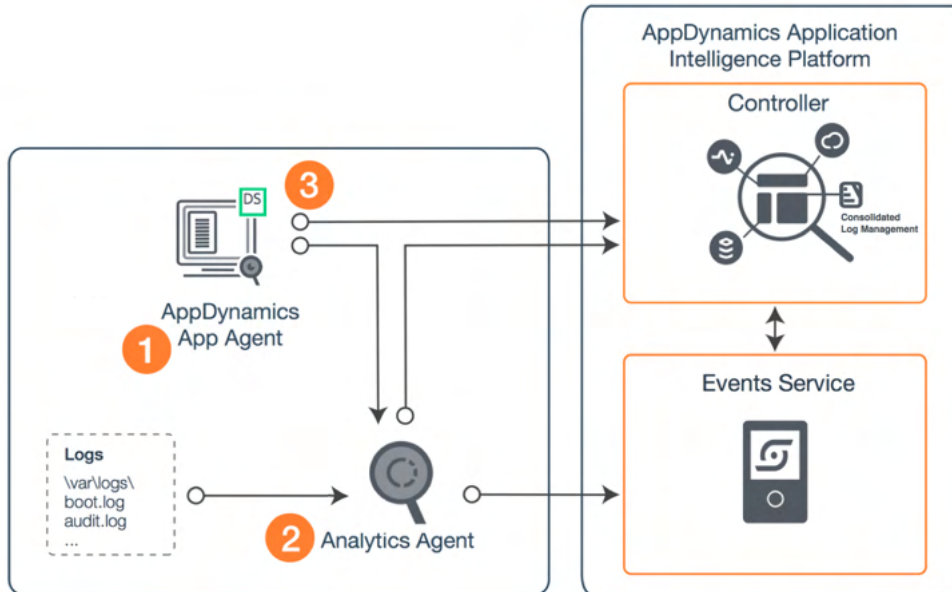 AppDynamics Application
Intelligence Platform
Controller
Consolidated
Log Management
3
DS
AppDynamics
App Agent
1
Events Service
Logs
\var\logs\
boot.log
audit.log
...
2
Analytics Agent